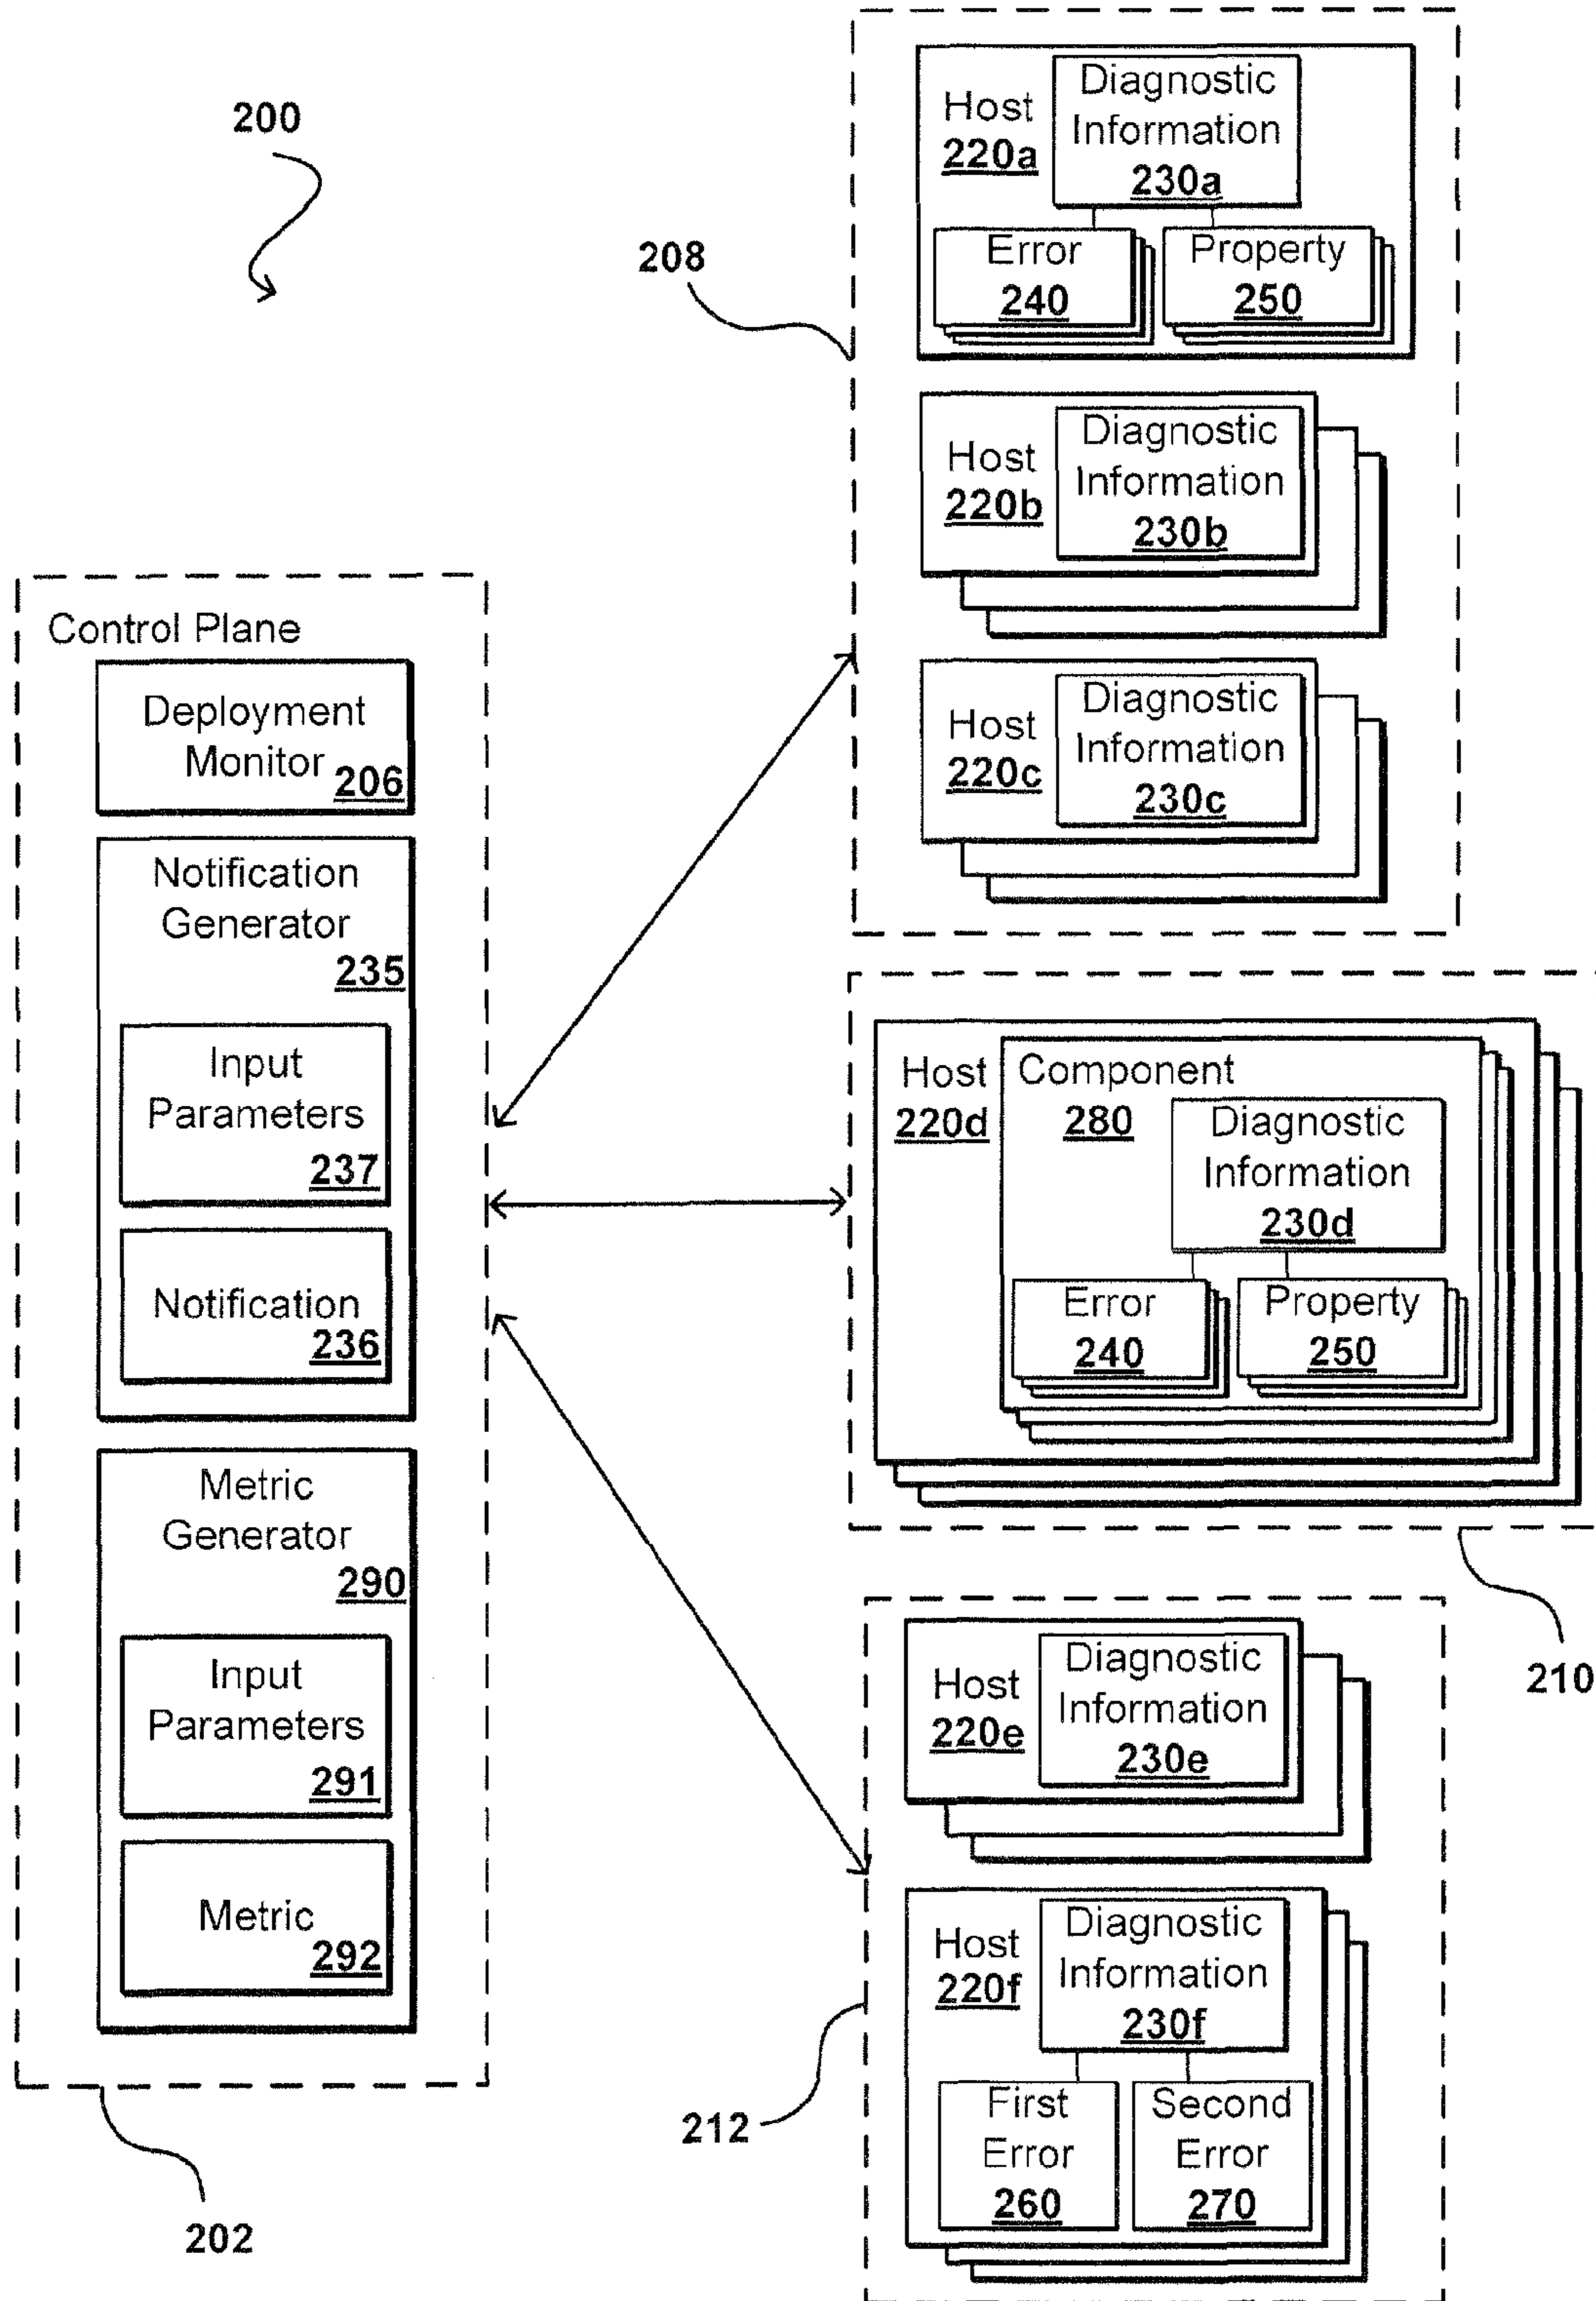 200
208
Host
220a
Diagnostic
Information
230a
Error
240
Property
250
Host
220b
Diagnostic
Information
230b
Host
220c
Diagnostic
Information
230c
Control Plane
Deployment
Monitor 206
Notification
Generator
235
Input
Parameters
237
Notification
236
Metric
Generator
290
Input
Parameters
291
Metric
292
202
Host
220d
Component
280
Diagnostic
Information
230d
Error
240
Property
250
210
Host
220e
Diagnostic
Information
230e
Host
220f
Diagnostic
Information
230f
First
Error
260
Second
Error
270
212